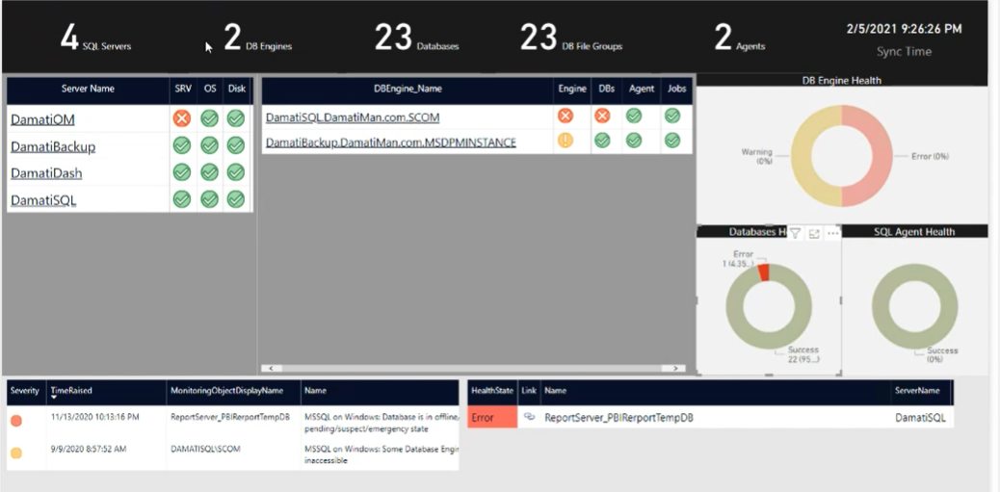 4 SQL Servers
2 DB Engines
23 Databases
23 DB File Groups
2 Agents
2/5/2021 9:26:26 PM
Sync Time
Server Name SRV OS Disk
DamatiOM
DamatiBackup
DamatiDash
DamatiSQL
DBEngine_Name Engine DBs Agent Jobs
DamatiSQL.DamatiMan.com.SCOM
DamatiBackup.DamatiMan.com.MSDPMINSTANCE
DB Engine Health
Warning
(0%)
Error (0%)
Databases H
Error
1 (4.35...)
Success
22 (95...)
SQL Agent Health
Success
(0%)
Severity TimeRaised MonitoringObjectDisplayName Name
11/13/2020 10:13:16 PM ReportServer_PBIRerportTempDB MSSQL on Windows: Database is in offline,
pending/suspect/emergency state
9/9/2020 8:57:52 AM DAMATISQL\SCOM MSSQL on Windows: Some Database Engin
inaccessible
HealthState Link Name ServerName
Error ReportServer_PBIRerportTempDB DamatiSQL